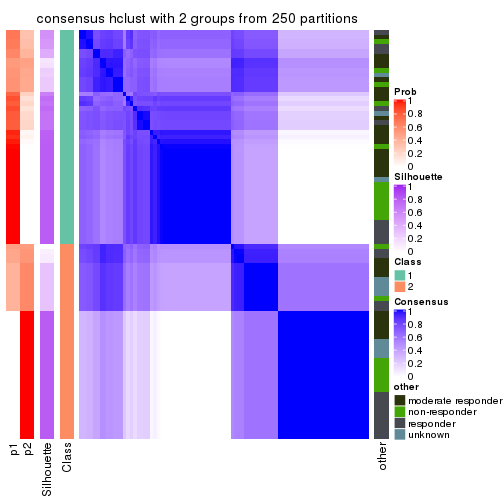 consensus hclust with 2 groups from 250 partitions
Prob
1
0.8
0.6
0.4
0.2
0
Silhouette
1
0.8
0.6
0.4
0.2
0
Class
1
2
Consensus
1
0.8
0.6
0.4
0.2
0
other
moderate responder
non-responder
responder
unknown
p1
p2
Silhouette
Class
other